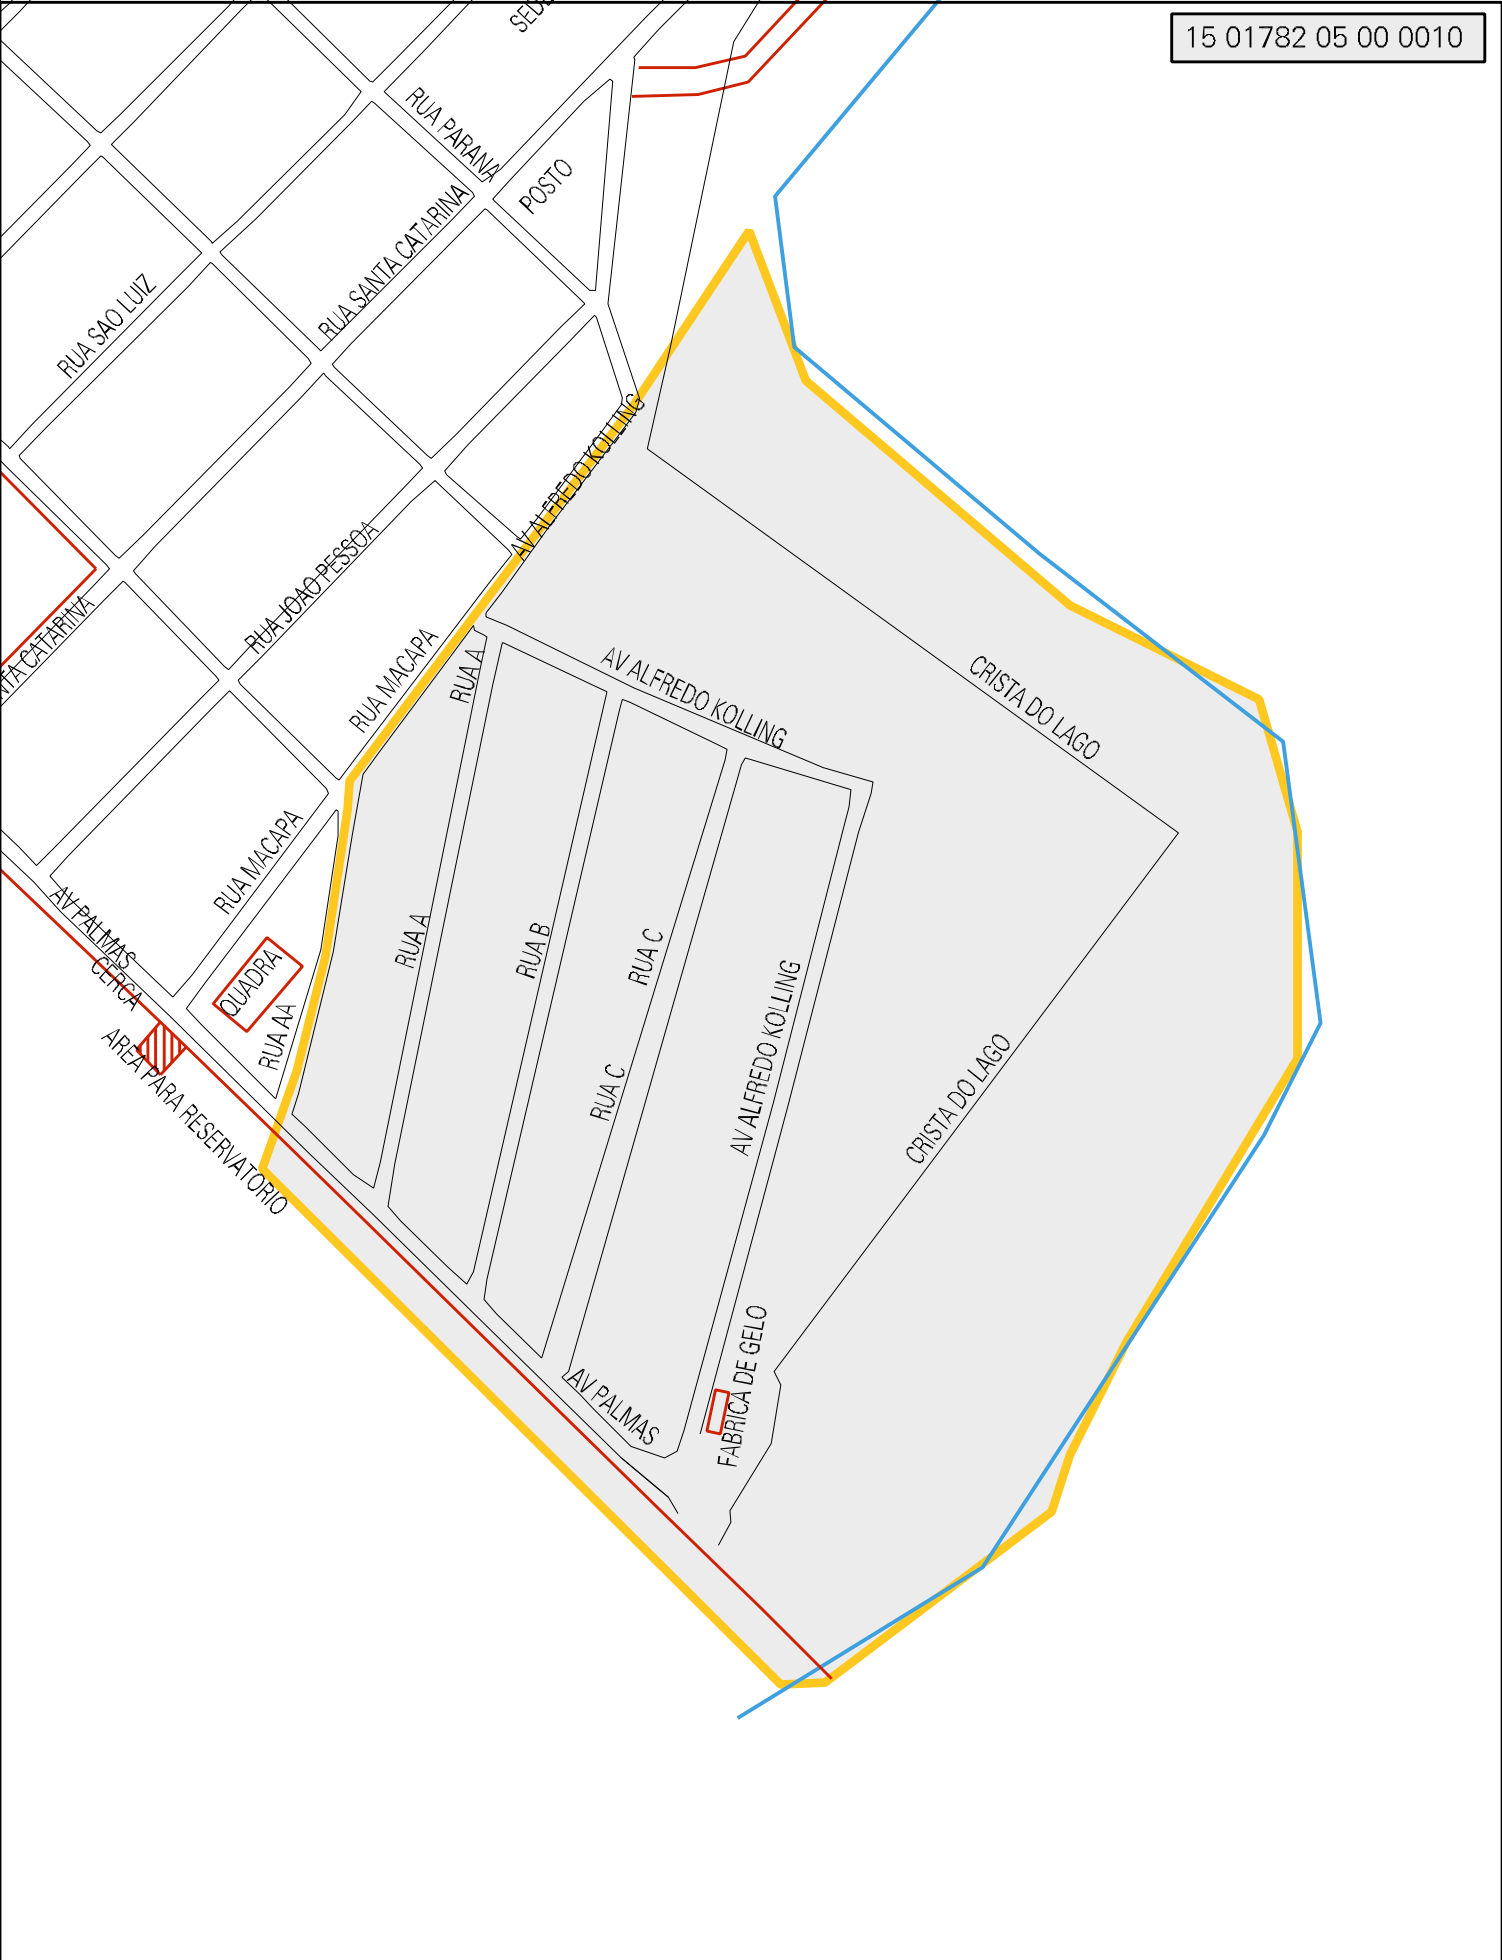 15 01782 05 00 0010
RUA PARANA
POSTO
RUA SANTA CATARINA
RUA SAO LUIZ
AV ALFREDO KOLLING
RUA JOAO PESSOA
CATARINA
RUA MACAPA
RUA A
AV ALFREDO KOLLING
CRISTA DO LAGO
RUA MACAPA
AV PALMAS
CERCA
QUADRA
RUA AA
RUA A
RUA B
RUA C
AV ALFREDO KOLLING
AREA PARA RESERVATORIO
RUA C
CRISTA DO LAGO
FABRICA DE GELO
AV PALMAS